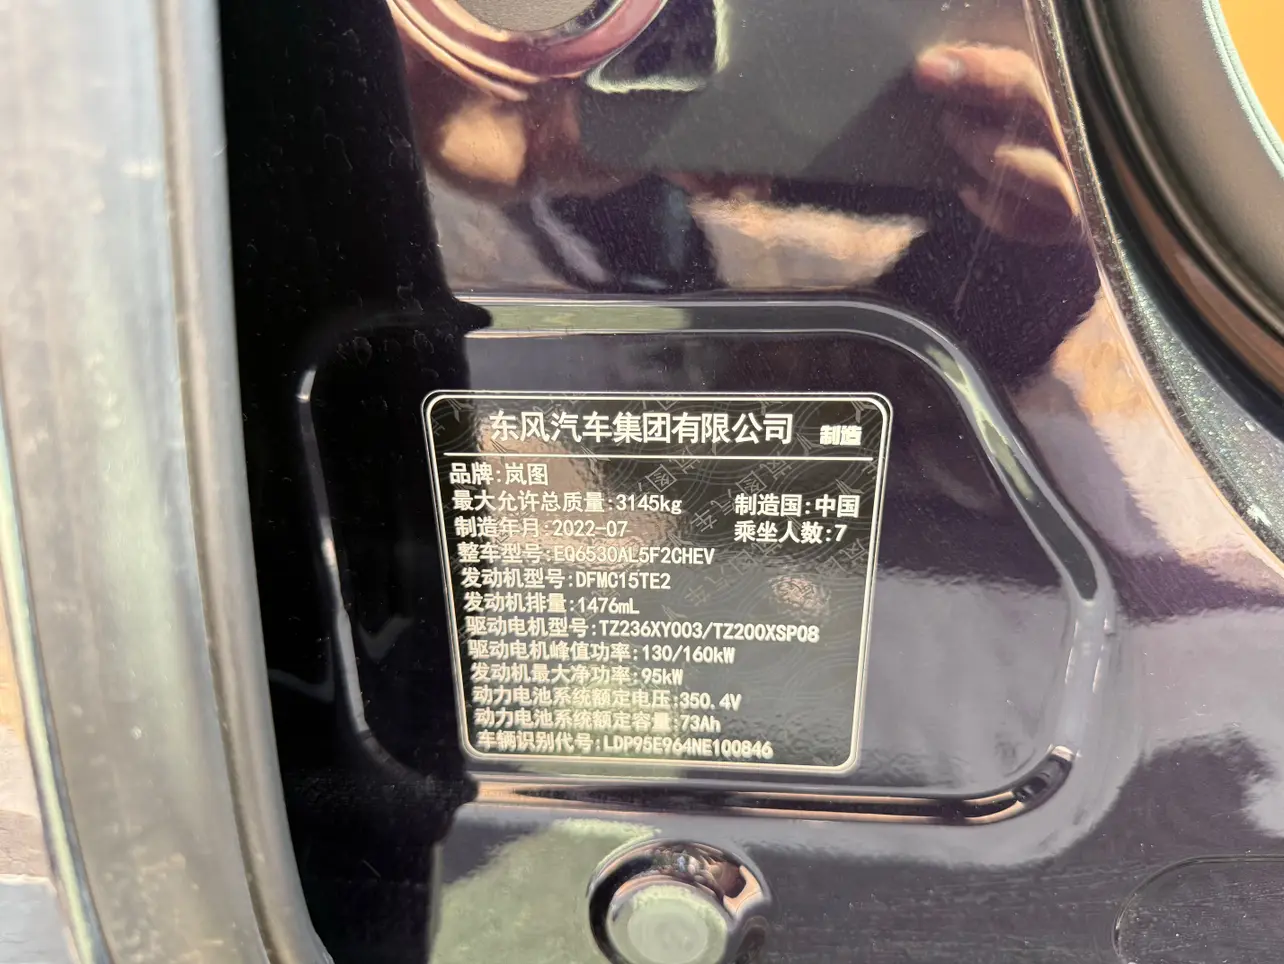 东风汽车集团有限公司 制造
品牌:岚图
最大允许总质量:3145kg 制造国:中国
制造年月:2022-07 乘坐人数:7
整车型号:EQ6530AL5F2CHEV
发动机型号:DFMC15TE2
发动机排量:1476mL
驱动电机型号:TZ236XY003/TZ200XSP08
驱动电机峰值功率:130/160kW
发动机最大净功率:95kW
动力电池系统额定电压:350.4V
动力电池系统额定容量:73Ah
车辆识别代号:LDP95E964NE100846